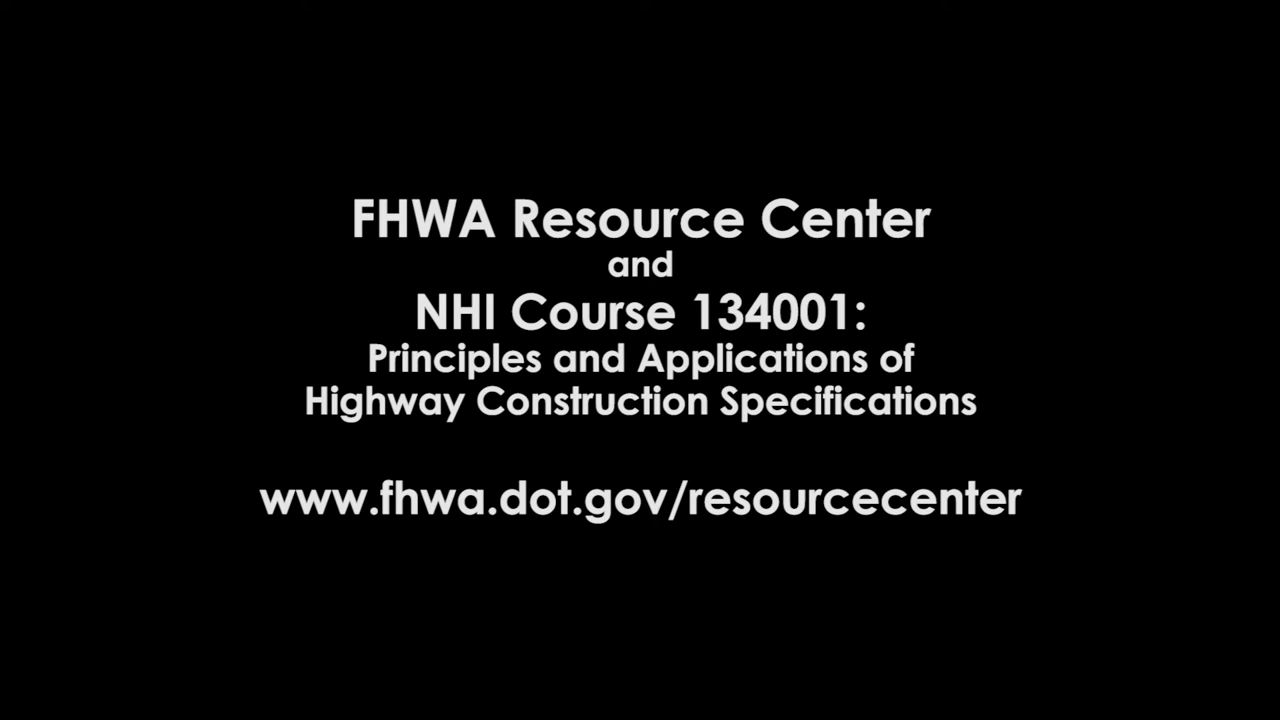 FHWA Resource Center
and
NHI Course 134001:
Principles and Applications of
Highway Construction Specifications
www.fhwa.dot.gov/resourcecenter